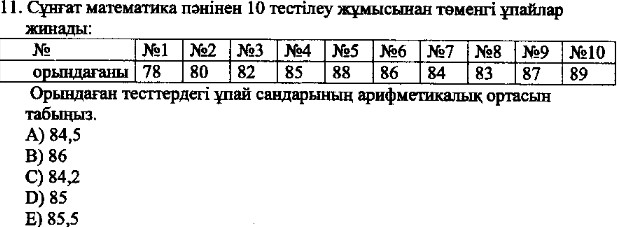 11. Сұнғат математика пәнінен 10 тестілеу жұмысынан төменгі ұпайлар
жинады:
№ №1 №2 №3 №4 №5 №6 №7 №8 №9 №10
орындағаны 78 80 82 85 88 86 84 83 87 89
Орындаған тесттердегі ұпай сандарының арифметикалық ортасын
табыңыз.
A) 84,5
B) 86
C) 84,2
D) 85
E) 85,5